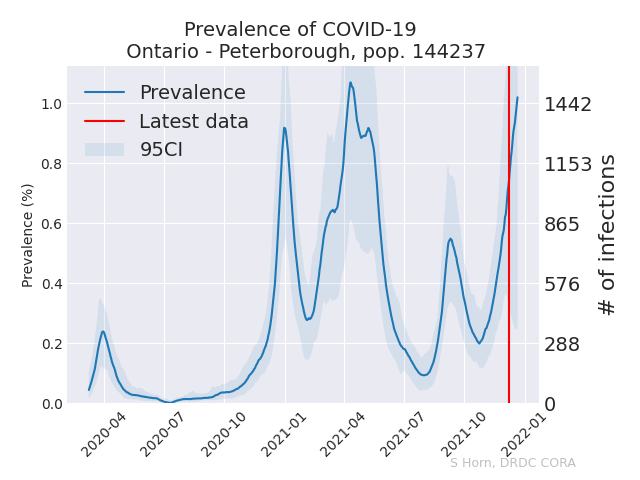 Prevalence of COVID-19
Ontario - Peterborough, pop. 144237
Prevalence
Latest data
95CI
Prevalence (%)
1.0
0.8
0.6
0.4
0.2
0.0
1442
1153
865
576
288
0
# of infections
2020-04
2020-07
2020-10
2021-01
2021-04
2021-07
2021-10
2022-01
S Horn, DRDC CORA